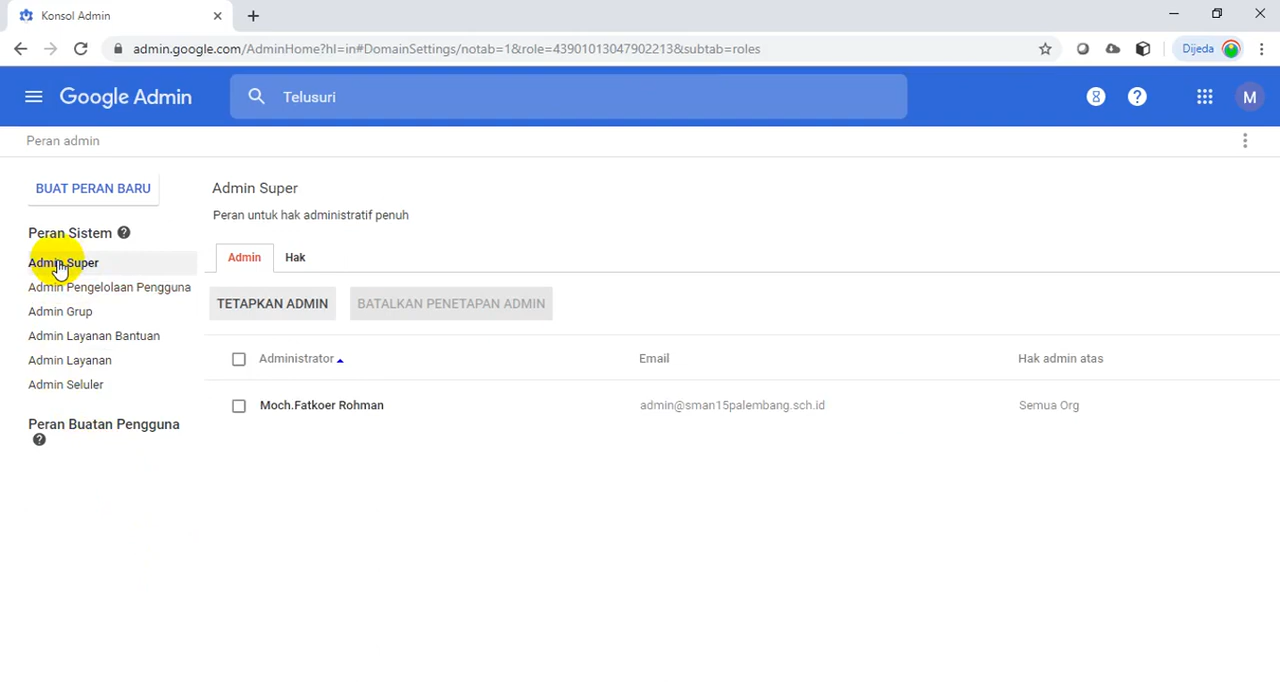 Konsol Admin
admin.google.com/AdminHome?hl=in#DomainSettings/notab=1&role=43901013047902213&subtab=roles
Dijeda
Google Admin
Telusuri
M
Peran admin
BUAT PERAN BARU
Peran Sistem
Admin Super
Admin Pengelolaan Pengguna
Admin Grup
Admin Layanan Bantuan
Admin Layanan
Admin Seluler
Peran Buatan Pengguna
Admin Super
Peran untuk hak administratif penuh
Admin Hak
TETAPKAN ADMIN BATALKAN PENETAPAN ADMIN
Administrator Email Hak admin atas
Moch.Fatkoer Rohman admin@sman15palembang.sch.id Semua Org